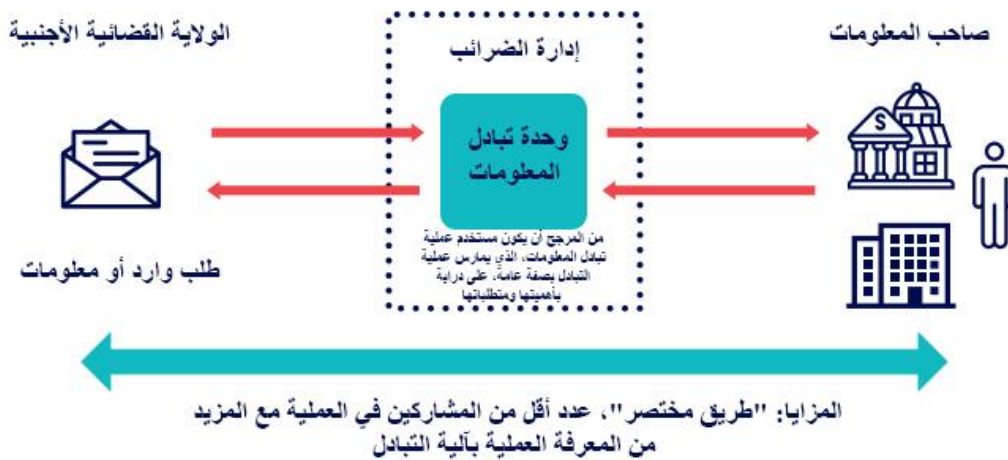 صاحب المعلومات
إدارة الضرائب
الولاية القضائية الأجنبية
وحدة تبادل
المعلومات
من المرجح أن يكون مستخدم عملية
تبادل المعلومات، الذي يمارس عملية
التبادل بصفة عامة، على دراية
بأهميتها ومتطلباتها
طلب وارد أو معلومات
المزايا: "طريق مختصر"، عدد أقل من المشاركين في العملية مع المزيد
من المعرفة العملية بآلية التبادل